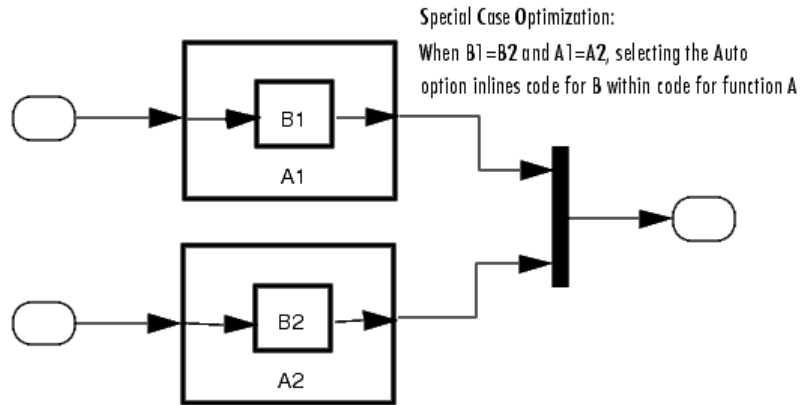 Special Case Optimization:
When B1=B2 and A1=A2, selecting the Auto
option inlines code for B within code for function A
B1
A1
B2
A2